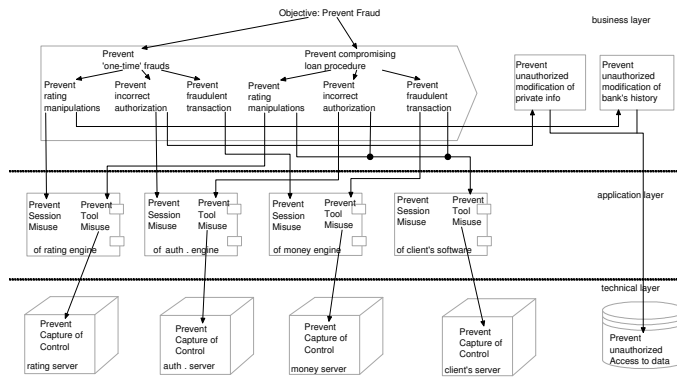 Objective: Prevent Fraud
business layer
Prevent
'one-time' frauds
Prevent compromising
loan procedure
Prevent
rating
manipulations
Prevent
incorrect
authorization
Prevent
fraudulent
transaction
Prevent
rating
manipulations
Prevent
incorrect
authorization
Prevent
fraudulent
transaction
Prevent
unauthorized
modification of
private info
Prevent
unauthorized
modification of
bank's history
application layer
Prevent
Session
Misuse
Prevent
Tool
Misuse
of rating engine
Prevent
Session
Misuse
Prevent
Tool
Misuse
of auth . engine
Prevent
Session
Misuse
Prevent
Tool
Misuse
of money engine
Prevent
Session
Misuse
Prevent
Tool
Misuse
of client's software
technical layer
Prevent
Capture of
Control
rating server
Prevent
Capture of
Control
auth . server
Prevent
Capture of
Control
money server
Prevent
Capture of
Control
client's server
Prevent
unauthorized
Access to data